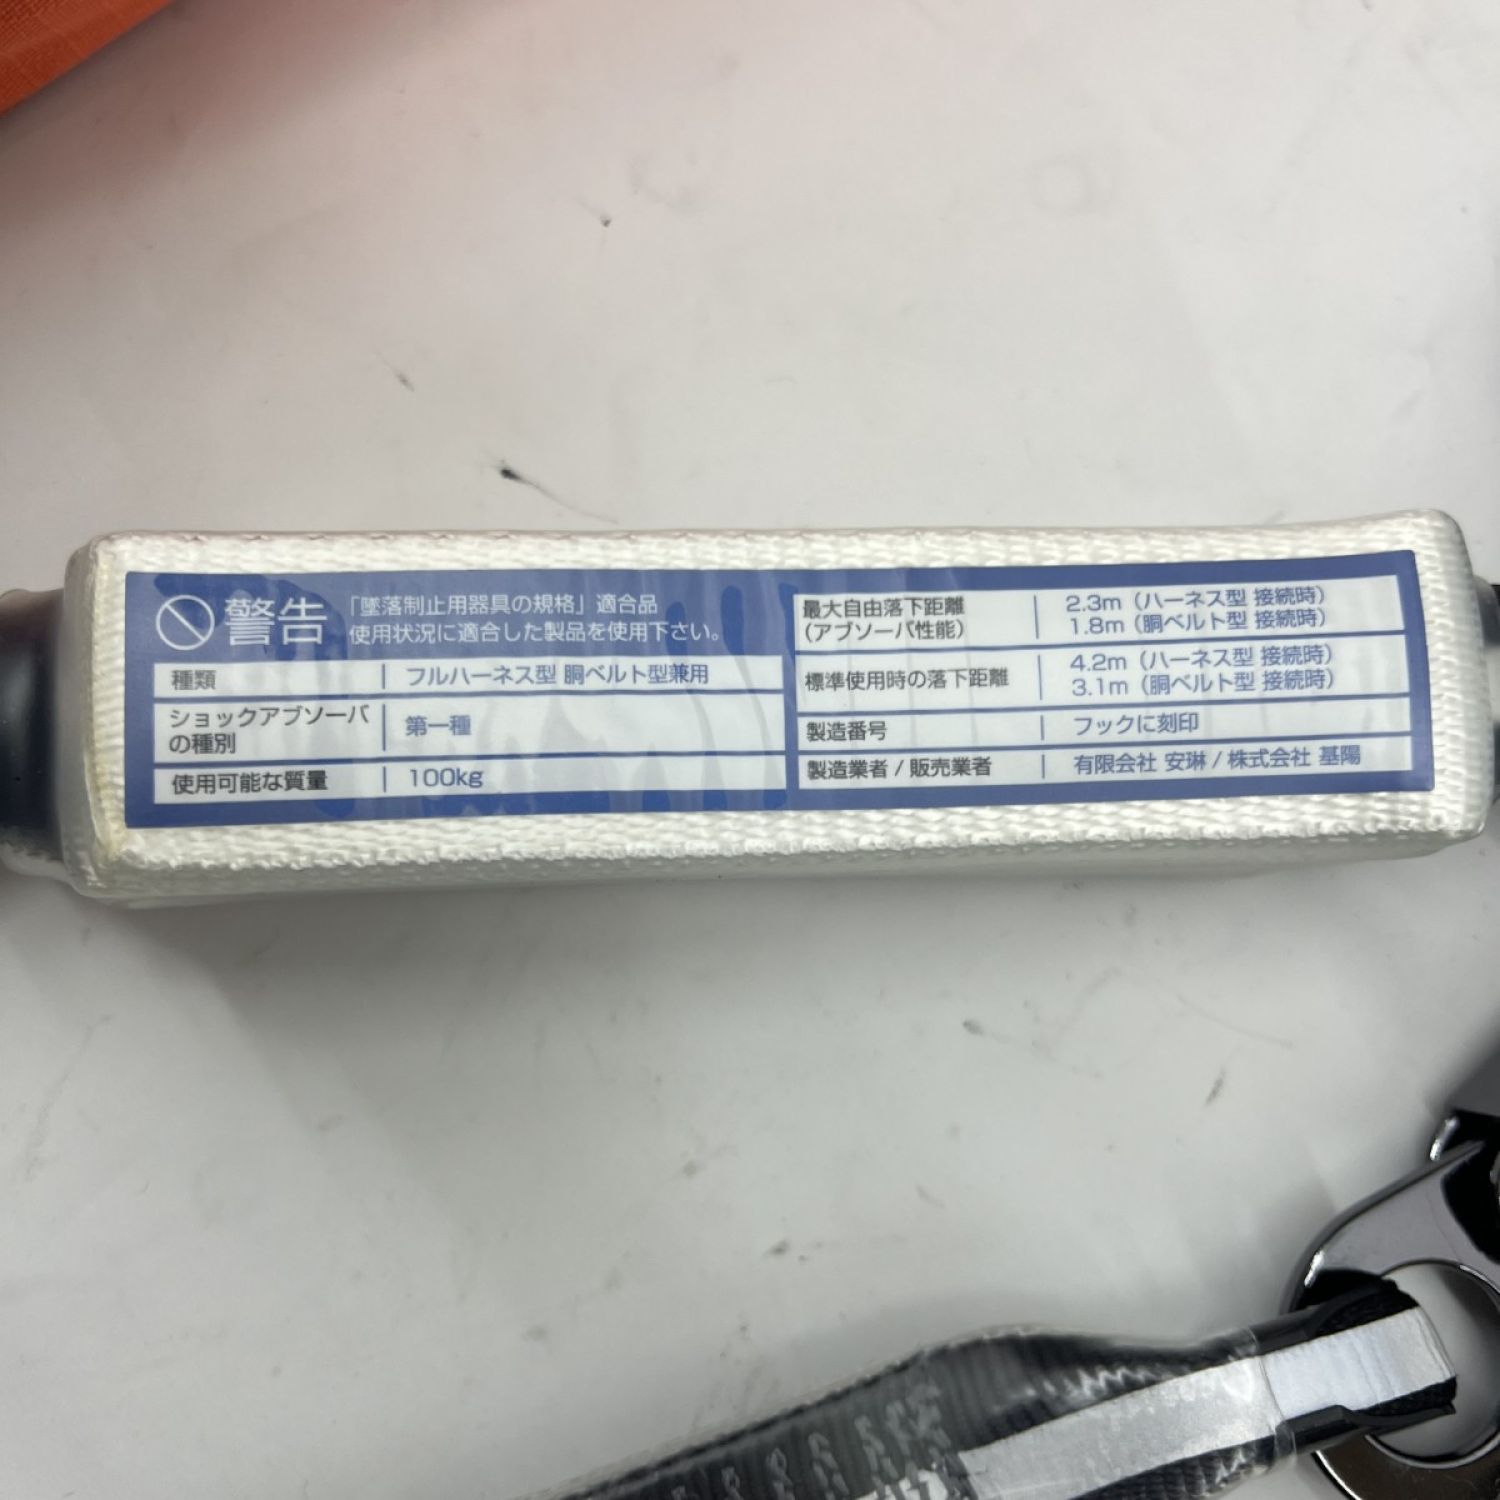 警告
「墜落制止用器具の規格」適合品
使用状況に適合した製品を使用下さい。
種類 フルハーネス型 胴ベルト型兼用
ショックアブソーバ
の種別 第一種
使用可能な質量 100kg
最大自由落下距離
(アブソーバ性能)
2.3m(ハーネス型 接続時)
1.8m(胴ベルト型 接続時)
標準使用時の落下距離
4.2m(ハーネス型 接続時)
3.1m(胴ベルト型 接続時)
製造番号 フックに刻印
製造業者 / 販売業者 有限会社 安琳 / 株式会社 基陽